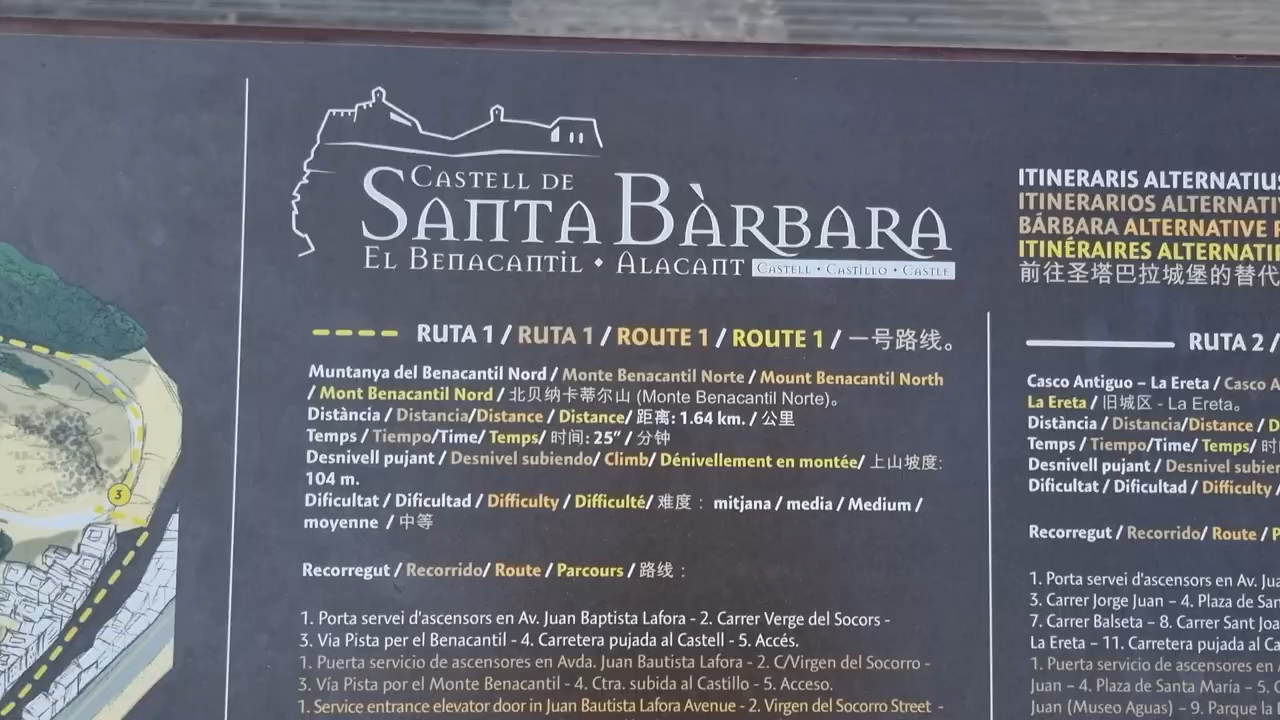 CASTELL DE
SANTA BÀRBARA
EL BENACANTIL • ALACANT CASTELL • CASTILLO • CASTLE
RUTA 1 / RUTA 1 / ROUTE 1 / ROUTE 1 / 一号路线。
Muntanya del Benacantil Nord / Monte Benacantil Norte / Mount Benacantil North
/ Mont Benacantil Nord / 北贝纳卡蒂尔山 (Monte Benacantil Norte)。
Distància / Distancia/Distance / Distance/ 距离: 1.64 km. / 公里
Temps / Tiempo/Time/ Temps/ 时间: 25” / 分钟
Desnivell pujant / Desnivel subiendo/ Climb/ Dénivellement en montée/ 上山坡度:
104 m.
Dificultat / Dificultad / Difficulty / Difficulté/ 难度 : mitjana / media / Medium /
moyenne / 中等
Recorregut / Recorrido/ Route / Parcours / 路线 :
1. Porta servei d'ascensors en Av. Juan Baptista Lafora - 2. Carrer Verge del Socors -
3. Via Pista per el Benacantil - 4. Carretera pujada al Castell - 5. Accés.
1. Puerta servicio de ascensores en Avda. Juan Bautista Lafora - 2. C/Virgen del Socorro -
3. Vía Pista por el Monte Benacantil - 4. Ctra. subida al Castillo - 5. Acceso.
1. Service entrance elevator door in Juan Bautista Lafora Avenue - 2. Virgen del Socorro Street -
ITINERARIS ALTERNATIUS
ITINERARIOS ALTERNATIV
BÁRBARA ALTERNATIVE
ITINÉRAIRES ALTERNATIF
前往圣塔巴拉城堡的替代
RUTA 2 /
Casco Antiguo – La Ereta / Casco A
La Ereta / 旧城区 - La Ereta。
Distància / Distancia/Distance / D
Temps / Tiempo/Time/ Temps/ 时
Desnivell pujant / Desnivel subien
Dificultat / Dificultad / Difficulty /
Recorregut / Recorrido/ Route / P
1. Porta servei d'ascensors en Av. Jua
3. Carrer Jorge Juan – 4. Plaza de San
7. Carrer Balseta – 8. Carrer Sant Joa
La Ereta – 11. Carretera pujada al Ca
1. Puerta servicio de ascensores en
Juan – 4. Plaza de Santa María – 5. C
Juan (Museo Aguas) – 9. Parque la
3